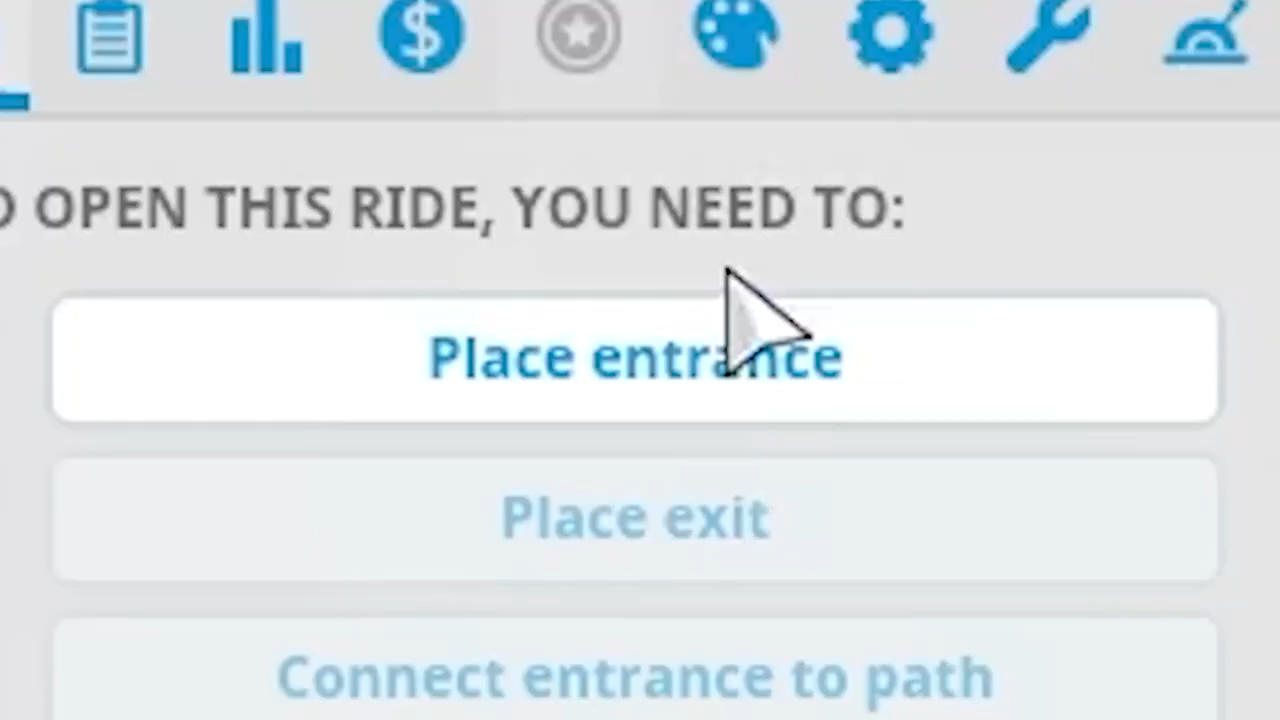 OPEN THIS RIDE, YOU NEED TO:
Place entrance
Place exit
Connect entrance to path